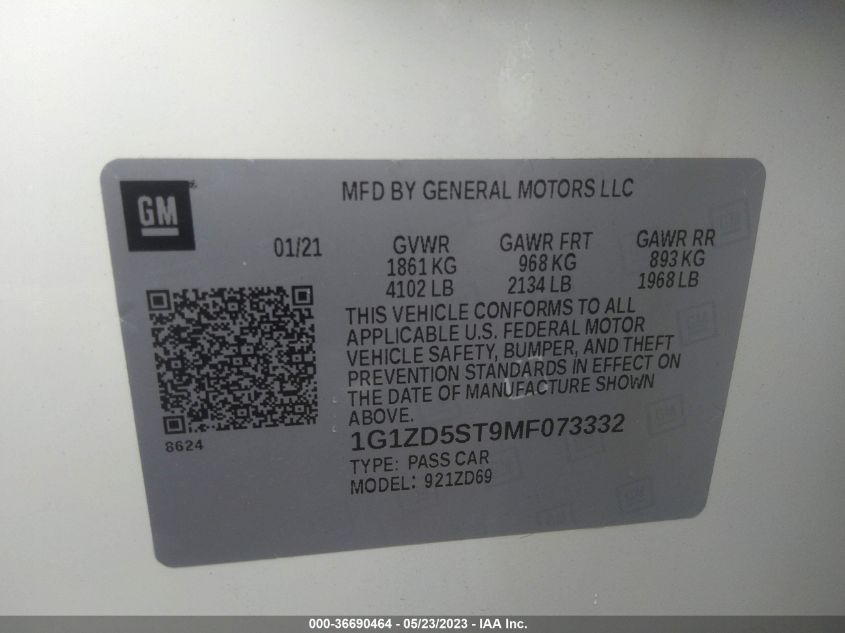 GM
MFD BY GENERAL MOTORS LLC
01/21
GVWR GAWR FRT GAWR RR
1861 KG 968 KG 893 KG
4102 LB 2134 LB 1968 LB
THIS VEHICLE CONFORMS TO ALL
APPLICABLE U.S. FEDERAL MOTOR
VEHICLE SAFETY, BUMPER, AND THEFT
PREVENTION STANDARDS IN EFFECT ON
THE DATE OF MANUFACTURE SHOWN
ABOVE.
8624
1G1ZD5ST9MF073332
TYPE: PASS CAR
MODEL: 921ZD69
000-36690464 - 05/23/2023 - IAA Inc.